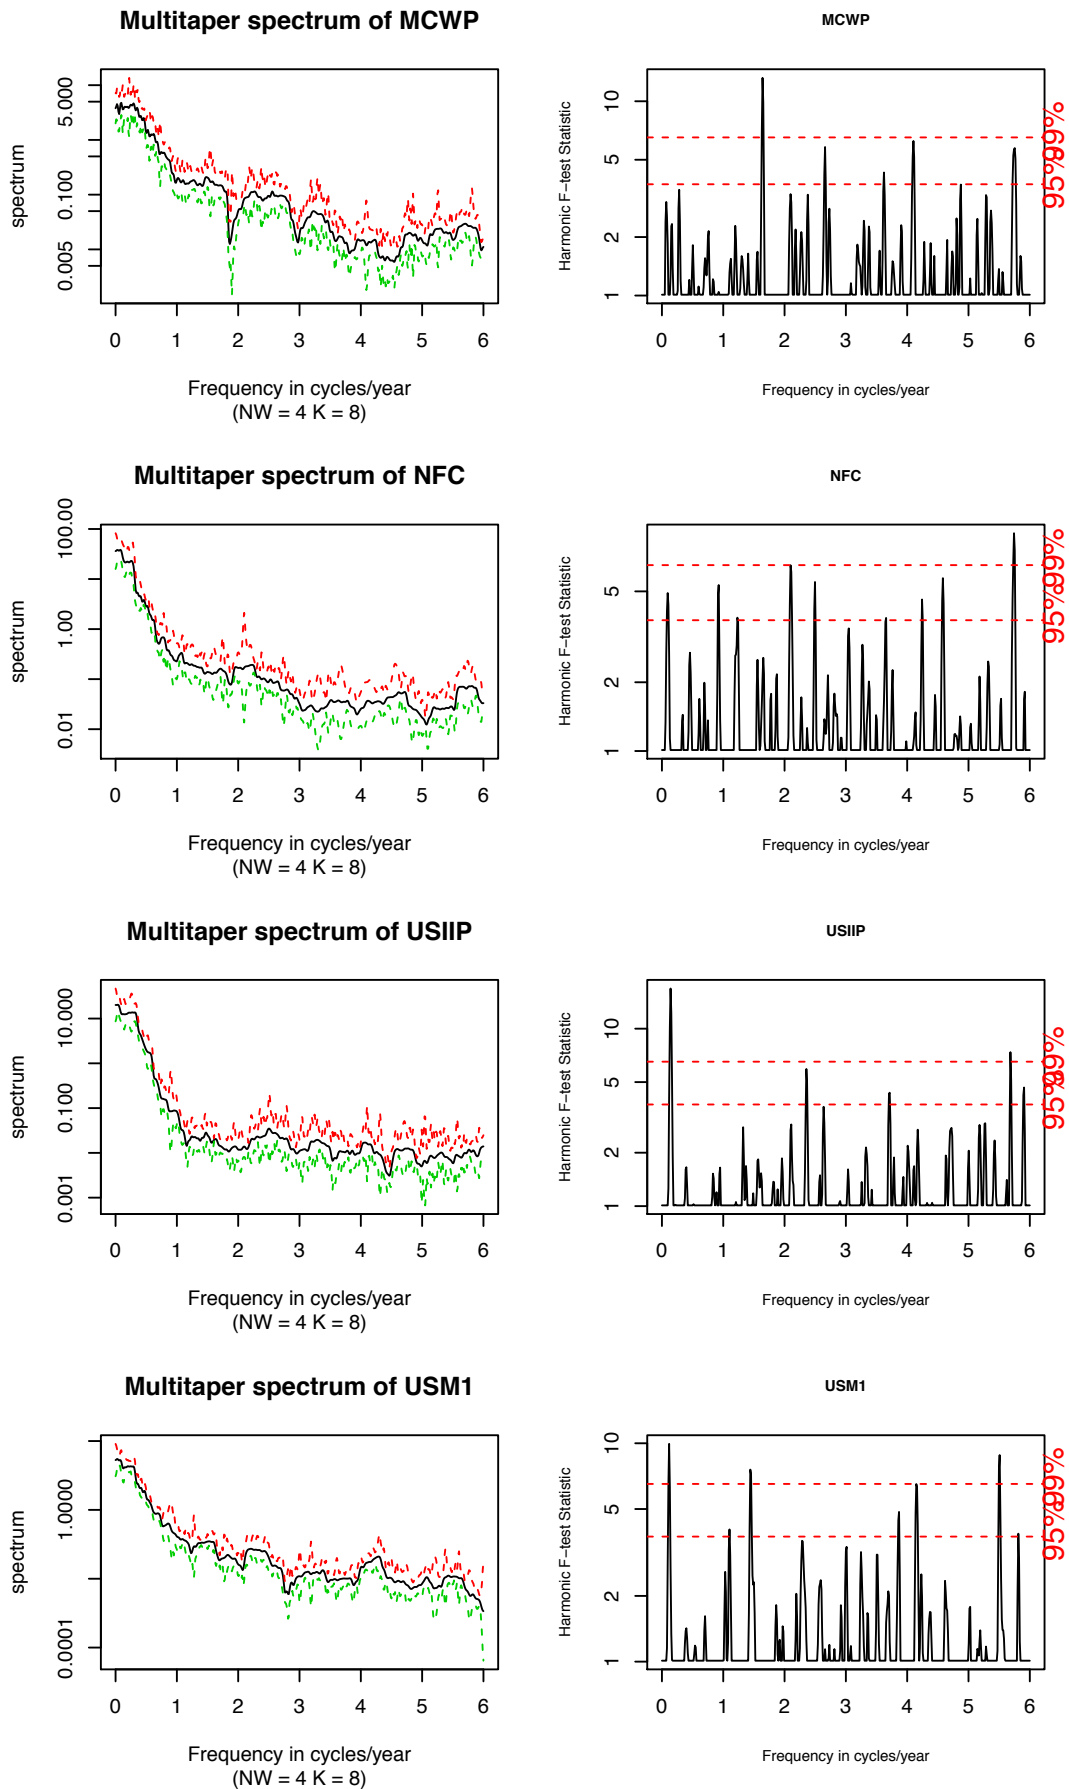 Multitaper spectrum of MCWP
spectrum
0.005 0.100 5.000
0 1 2 3 4 5 6
Frequency in cycles/year
(NW = 4 K = 8)
MCWP
Harmonic F−test Statistic
1 2 5 10
0 1 2 3 4 5 6
Frequency in cycles/year
95%
99%
Multitaper spectrum of NFC
spectrum
0.01 1.00 100.00
0 1 2 3 4 5 6
Frequency in cycles/year
(NW = 4 K = 8)
NFC
Harmonic F−test Statistic
1 2 5
0 1 2 3 4 5 6
Frequency in cycles/year
95%
99%
Multitaper spectrum of USIIP
spectrum
0.001 0.100 10.000
0 1 2 3 4 5 6
Frequency in cycles/year
(NW = 4 K = 8)
USIIP
Harmonic F−test Statistic
1 2 5 10
0 1 2 3 4 5 6
Frequency in cycles/year
95%
99%
Multitaper spectrum of USM1
spectrum
0.0001 1.0000
0 1 2 3 4 5 6
Frequency in cycles/year
(NW = 4 K = 8)
USM1
Harmonic F−test Statistic
1 2 5 10
0 1 2 3 4 5 6
Frequency in cycles/year
95%
99%